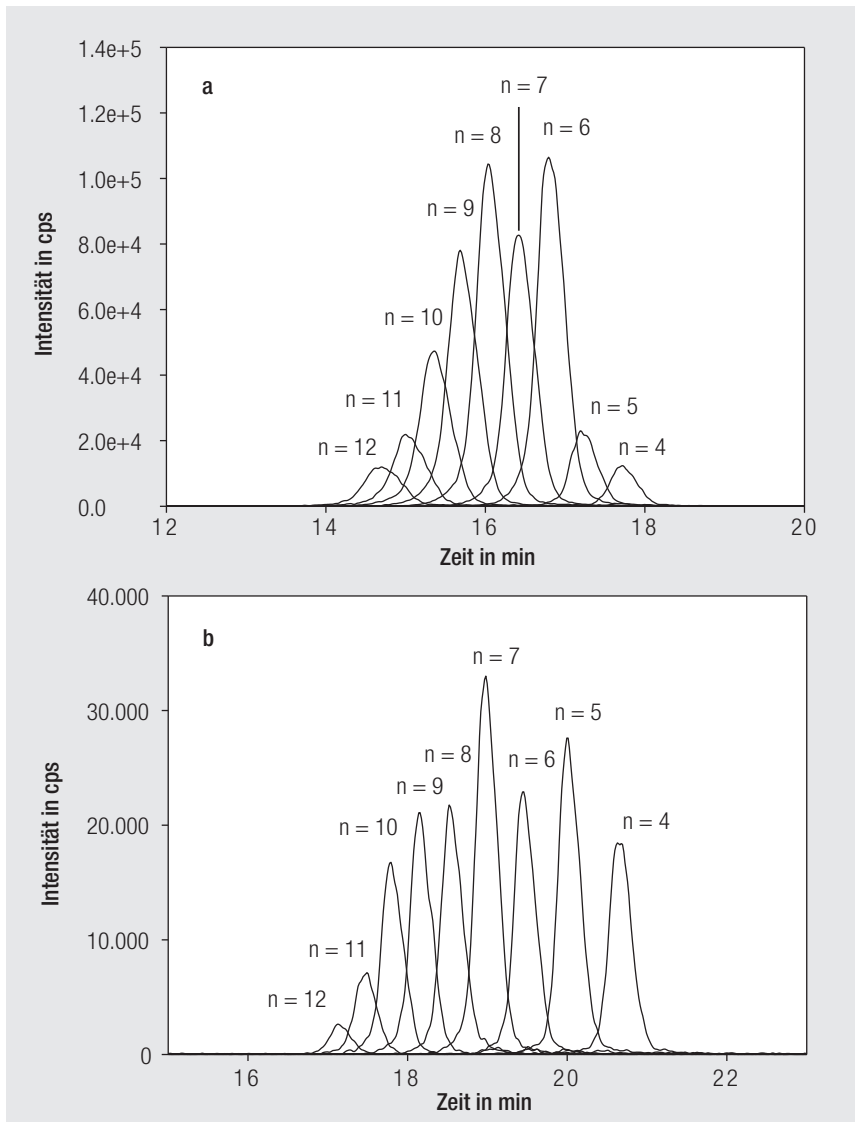 1.4e+5
a
n = 7
1.2e+5
n = 8
n = 6
1.0e+5
n = 9
8.0e+4
Intensität in cps
6.0e+4
n = 10
4.0e+4
n = 11
n = 5
2.0e+4
n = 12
n = 4
0.0
12 14 16 18 20
Zeit in min
40.000
b
n = 7
30.000
n = 5
n = 8
n = 6
n = 9
20.000
n = 10
n = 4
Intensität in cps
10.000
n = 11
n = 12
0
16 18 20 22
Zeit in min